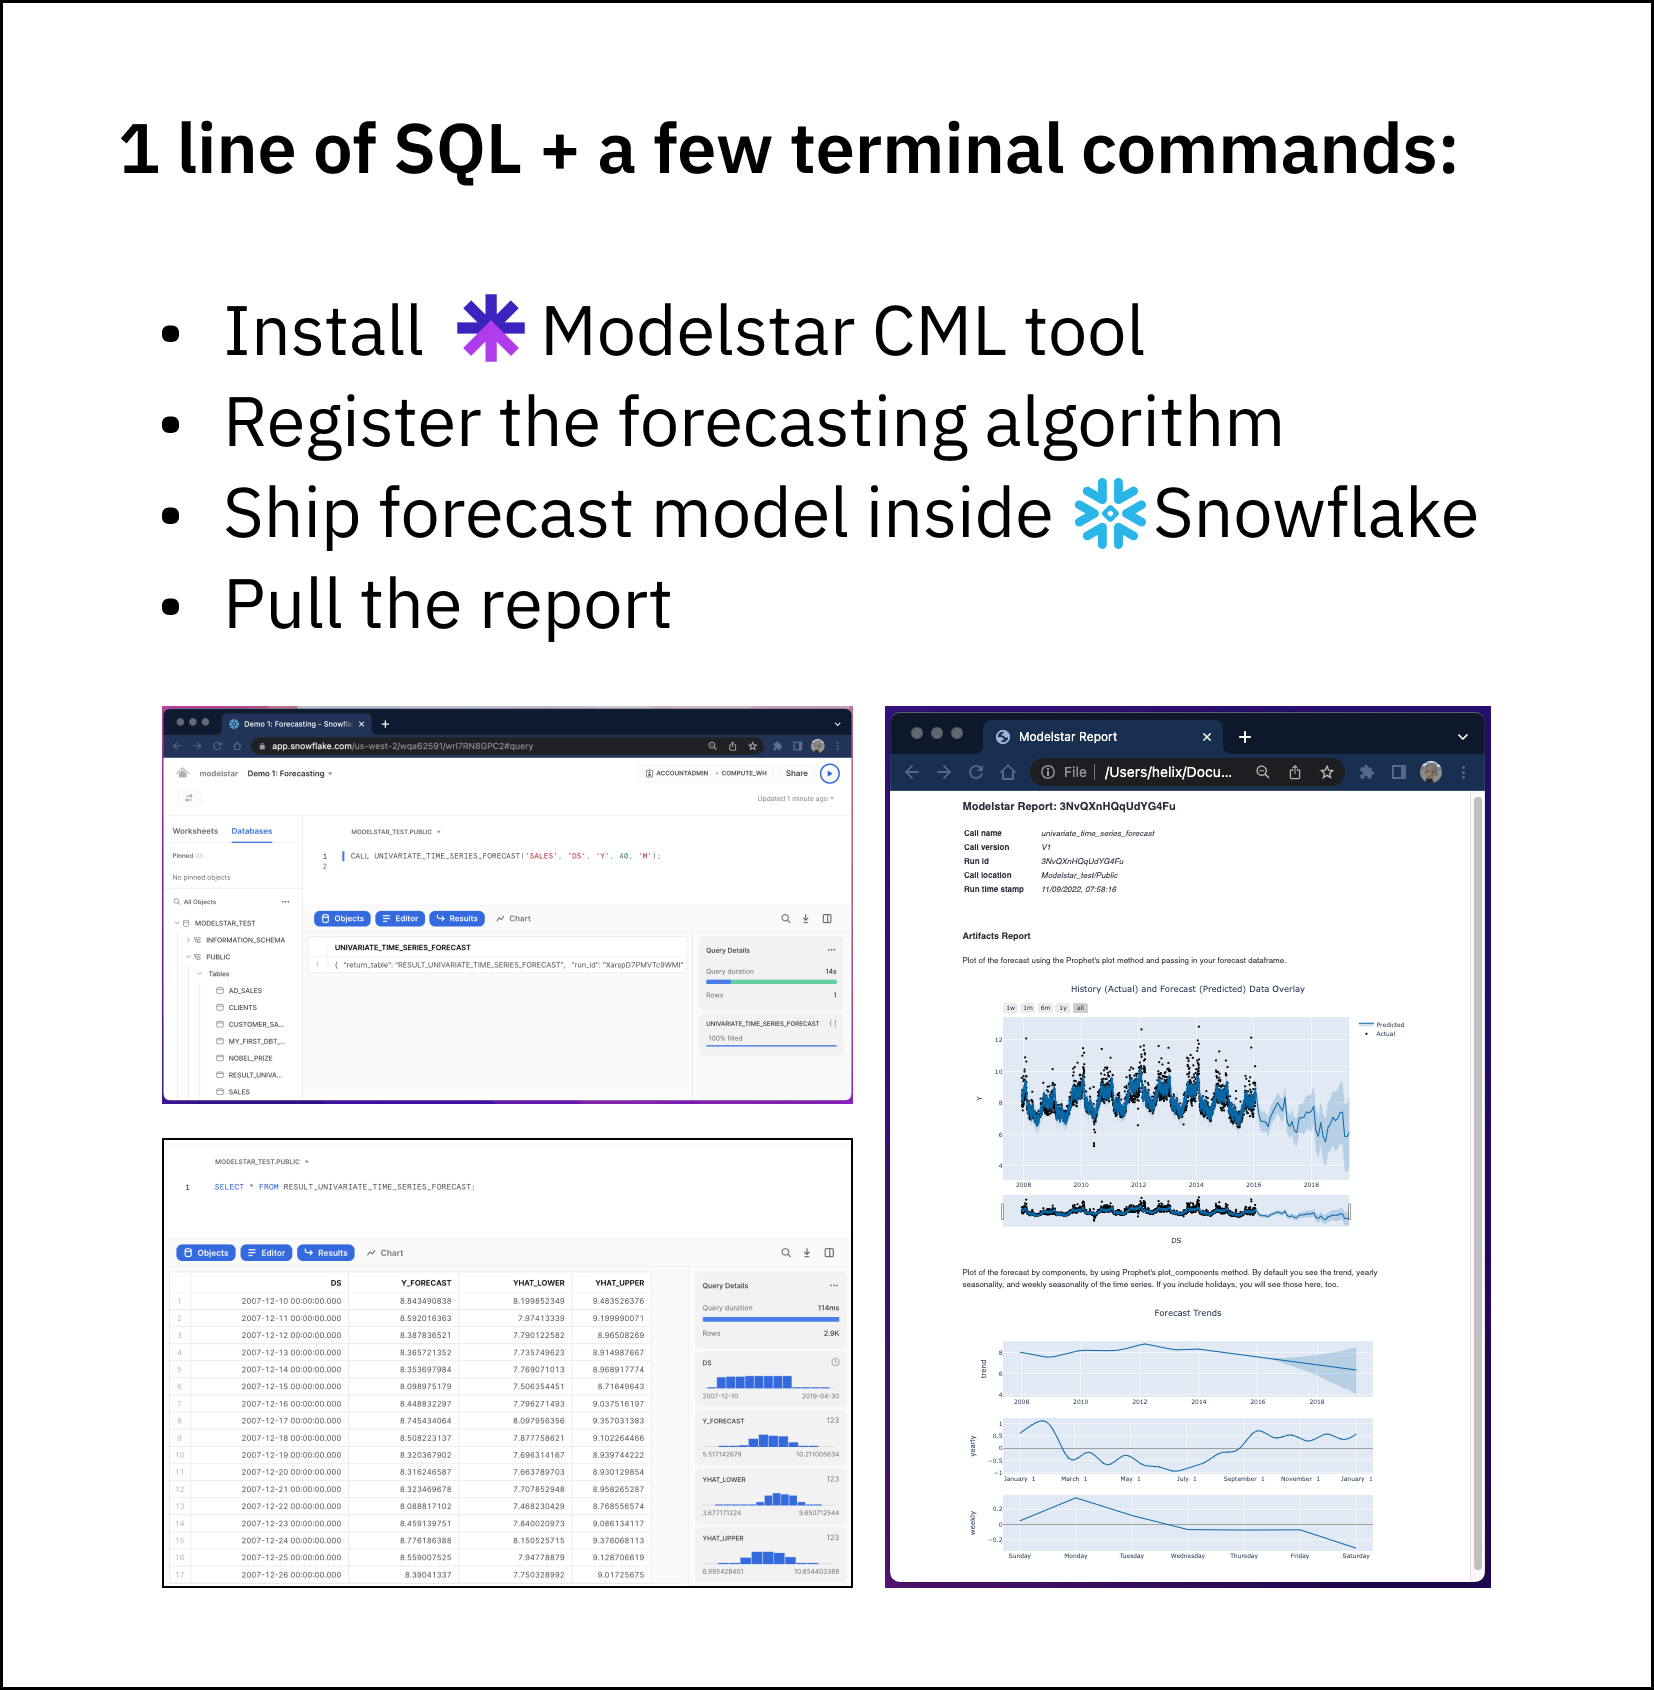 1 line of SQL + a few terminal commands:
• Install Modelstar CML tool
• Register the forecasting algorithm
• Ship forecast model inside Snowflake
• Pull the report
Demo 1: Forecasting - Snowfla
app.snowflake.com/us-west-2/wqa62591/wrl7RN8GPC2#query
modelstar Demo 1: Forecasting
ACCOUNTADMIN · COMPUTE_WH Share
Updated 1 minute ago
Worksheets Databases
MODELSTAR_TEST.PUBLIC
Pinned (0)
No pinned objects
1 CALL UNIVARIATE_TIME_SERIES_FORECAST('SALES', 'DS', 'Y', 40, 'M');
2
All Objects
MODELSTAR_TEST
INFORMATION_SCHEMA
PUBLIC
Tables
AD_SALES
CLIENTS
CUSTOMER_SA...
MY_FIRST_DBT_...
NOBEL_PRIZE
RESULT_UNIVA...
SALES
Objects Editor Results Chart
UNIVARIATE_TIME_SERIES_FORECAST
1 { "return_table": "RESULT_UNIVARIATE_TIME_SERIES_FORECAST", "run_id": "XarspD7PMVTc9WMI"
Query Details
Query duration 14s
Rows 1
UNIVARIATE_TIME_SERIES_FORECAST
100% filled
MODELSTAR_TEST.PUBLIC
1 SELECT * FROM RESULT_UNIVARIATE_TIME_SERIES_FORECAST;
Objects Editor Results Chart
DS Y_FORECAST YHAT_LOWER YHAT_UPPER
1 2007-12-10 00:00:00.000 8.843490838 8.199852349 9.483526376
2 2007-12-11 00:00:00.000 8.592016363 7.97413339 9.199990071
3 2007-12-12 00:00:00.000 8.387836521 7.790122582 8.96508269
4 2007-12-13 00:00:00.000 8.365721352 7.735749623 8.914987667
5 2007-12-14 00:00:00.000 8.353697984 7.769071013 8.968917774
6 2007-12-15 00:00:00.000 8.098975179 7.506354451 8.71649643
7 2007-12-16 00:00:00.000 8.448832297 7.796271493 9.037516197
8 2007-12-17 00:00:00.000 8.745434064 8.097956356 9.357031383
9 2007-12-18 00:00:00.000 8.508223137 7.877758621 9.102264466
10 2007-12-19 00:00:00.000 8.320367902 7.696314167 8.939744222
11 2007-12-20 00:00:00.000 8.316246587 7.663789703 8.930129854
12 2007-12-21 00:00:00.000 8.323469678 7.707852948 8.958265287
13 2007-12-22 00:00:00.000 8.088817102 7.468230429 8.768556574
14 2007-12-23 00:00:00.000 8.459139751 7.840020973 9.086134117
15 2007-12-24 00:00:00.000 8.776186388 8.150525715 9.376068113
16 2007-12-25 00:00:00.000 8.559007525 7.94778879 9.128706619
17 2007-12-26 00:00:00.000 8.39041337 7.750328992 9.01725675
Query Details
Query duration 114ms
Rows 2.9K
DS
2007-12-10 2019-04-30
Y_FORECAST 123
5.517142679 10.211005634
YHAT_LOWER 123
3.677171224 9.650712544
YHAT_UPPER 123
6.995428401 10.854403388
Modelstar Report
File /Users/helix/Docu...
Modelstar Report: 3NvQXnHQqUdYG4Fu
Call name univariate_time_series_forecast
Call version V1
Run id 3NvQXnHQqUdYG4Fu
Call location Modelstar_test/Public
Run time stamp 11/09/2022, 07:58:16
Artifacts Report
Plot of the forecast using the Prophet's plot method and passing in your forecast dataframe.
History (Actual) and Forecast (Predicted) Data Overlay
1w 1m 6m 1y all
Predicted
Actual
12
10
8
6
4
Y
2008 2010 2012 2014 2016 2018
DS
Plot of the forecast by components, by using Prophet's plot_components method. By default you see the trend, yearly
seasonality, and weekly seasonality of the time series. If you include holidays, you will see those here, too.
Forecast Trends
trend
8
6
4
2008 2010 2012 2014 2016 2018
yearly
1
0.5
0
−0.5
−1
January 1 March 1 May 1 July 1 September 1 November 1 January 1
weekly
0.2
0
−0.2
Sunday Monday Tuesday Wednesday Thursday Friday Saturday